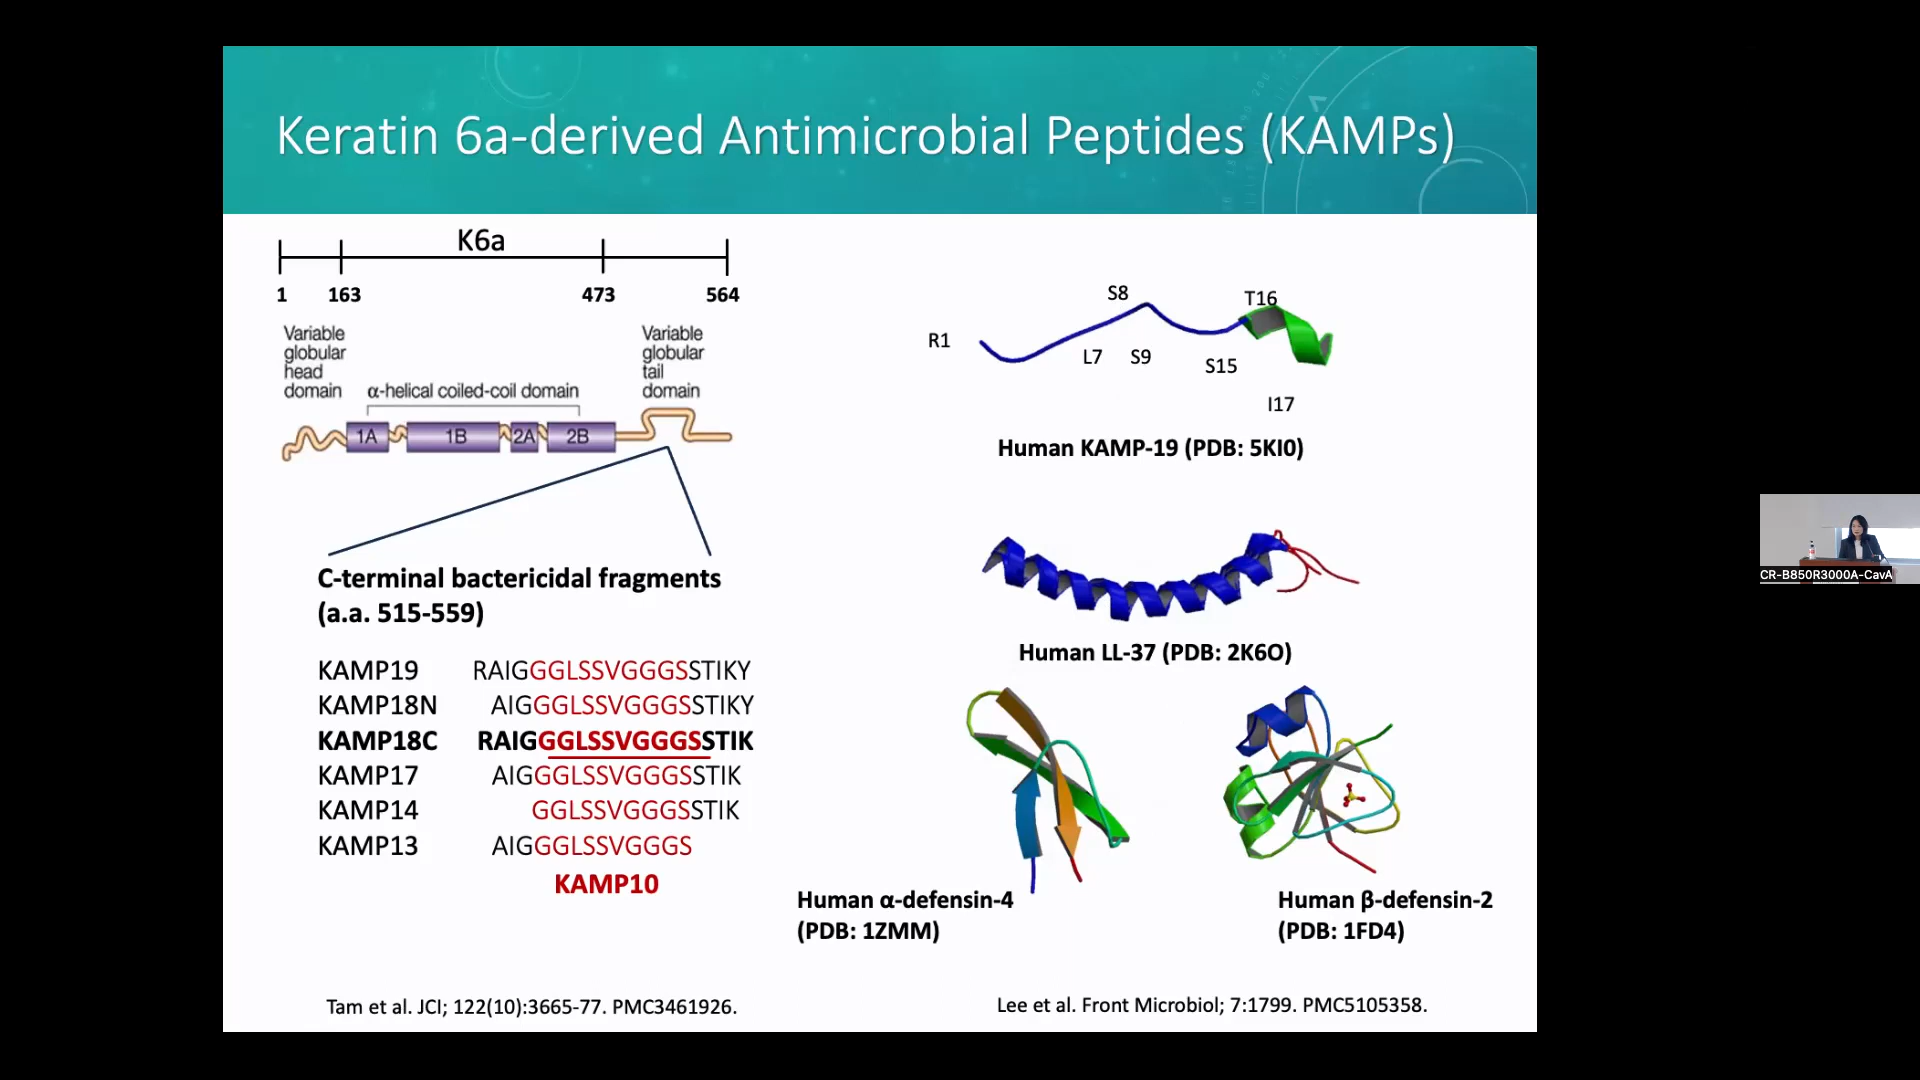 Keratin 6a-derived Antimicrobial Peptides (KAMPs)
K6a
1 163 473 564
Variable
globular
head
domain
α-helical coiled-coil domain
Variable
globular
tail
domain
1A 1B 2A 2B
C-terminal bactericidal fragments
(a.a. 515-559)
KAMP19 RAIGGGLSSVGGGSSTIKY
KAMP18N AIGGGLSSVGGGSSTIKY
KAMP18C RAIGGGLSSVGGGSSTIK
KAMP17 AIGGGLSSVGGGSSTIK
KAMP14 GGLSSVGGGSSTIK
KAMP13 AIGGGLSSVGGGS
KAMP10
Tam et al. JCI; 122(10):3665-77. PMC3461926.
R1
S8
L7
S9
T16
S15
I17
Human KAMP-19 (PDB: 5KI0)
Human LL-37 (PDB: 2K6O)
Human α-defensin-4
(PDB: 1ZMM)
Human β-defensin-2
(PDB: 1FD4)
Lee et al. Front Microbiol; 7:1799. PMC5105358.
CR-B850R3000A-CavA